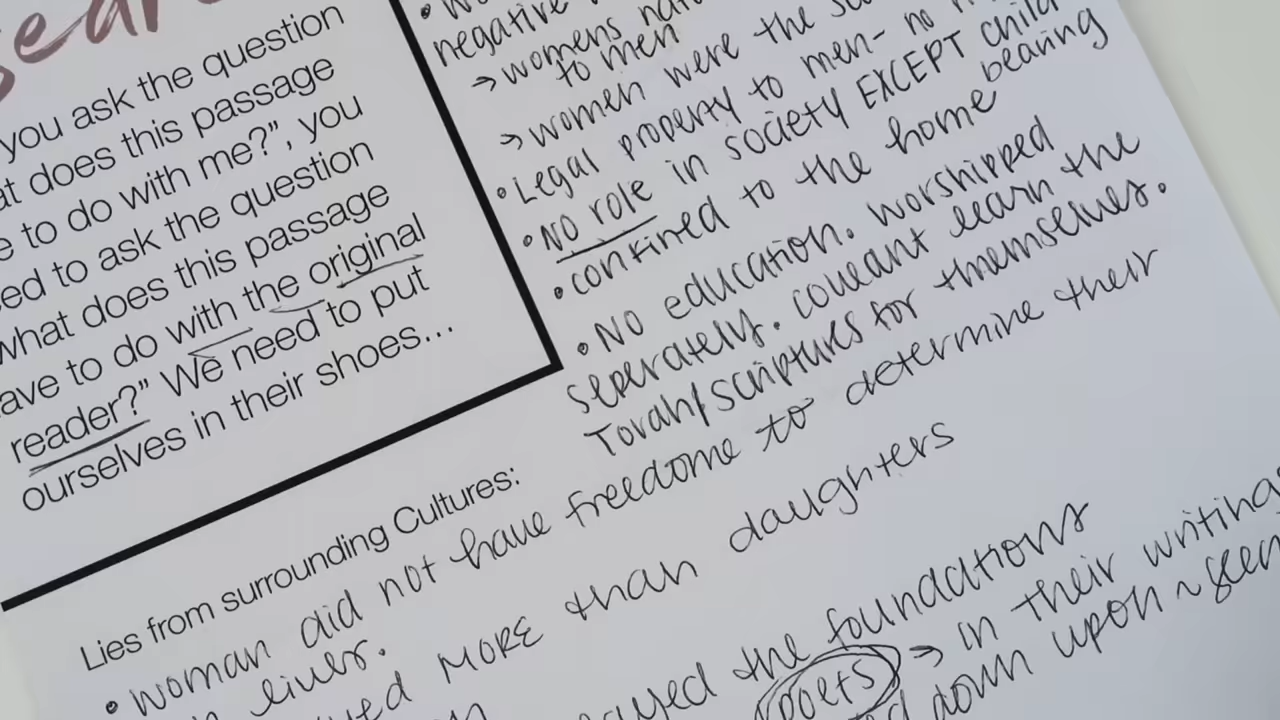 you ask the question
does this passage
to do with me?", you
to ask the question
what does this passage
to do with the original
reader?" We need to put
ourselves in their shoes...
negative
→ womens
to men
→ women were the
• Legal property to men- no
• NO role in society EXCEPT child
bearing
• confined to the home
• NO education. worshipped
seperately. couldnt learn the
Torah/scriptures for themselves.
Lies from surrounding Cultures:
• woman did not have freedome to determine their
lives.
MORE than daughters
the foundations
poets → in their writing
down upon ~